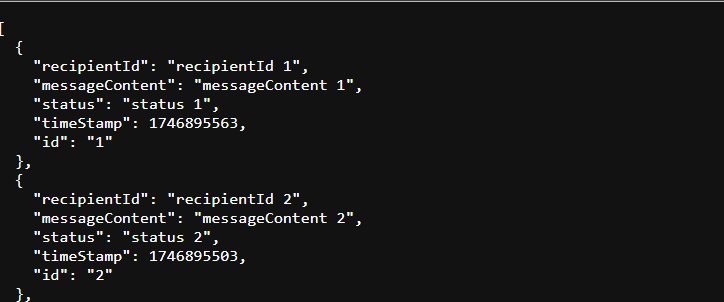 [
{
"recipientId": "recipientId 1",
"messageContent": "messageContent 1",
"status": "status 1",
"timeStamp": 1746895563,
"id": "1"
},
{
"recipientId": "recipientId 2",
"messageContent": "messageContent 2",
"status": "status 2",
"timeStamp": 1746895503,
"id": "2"
},